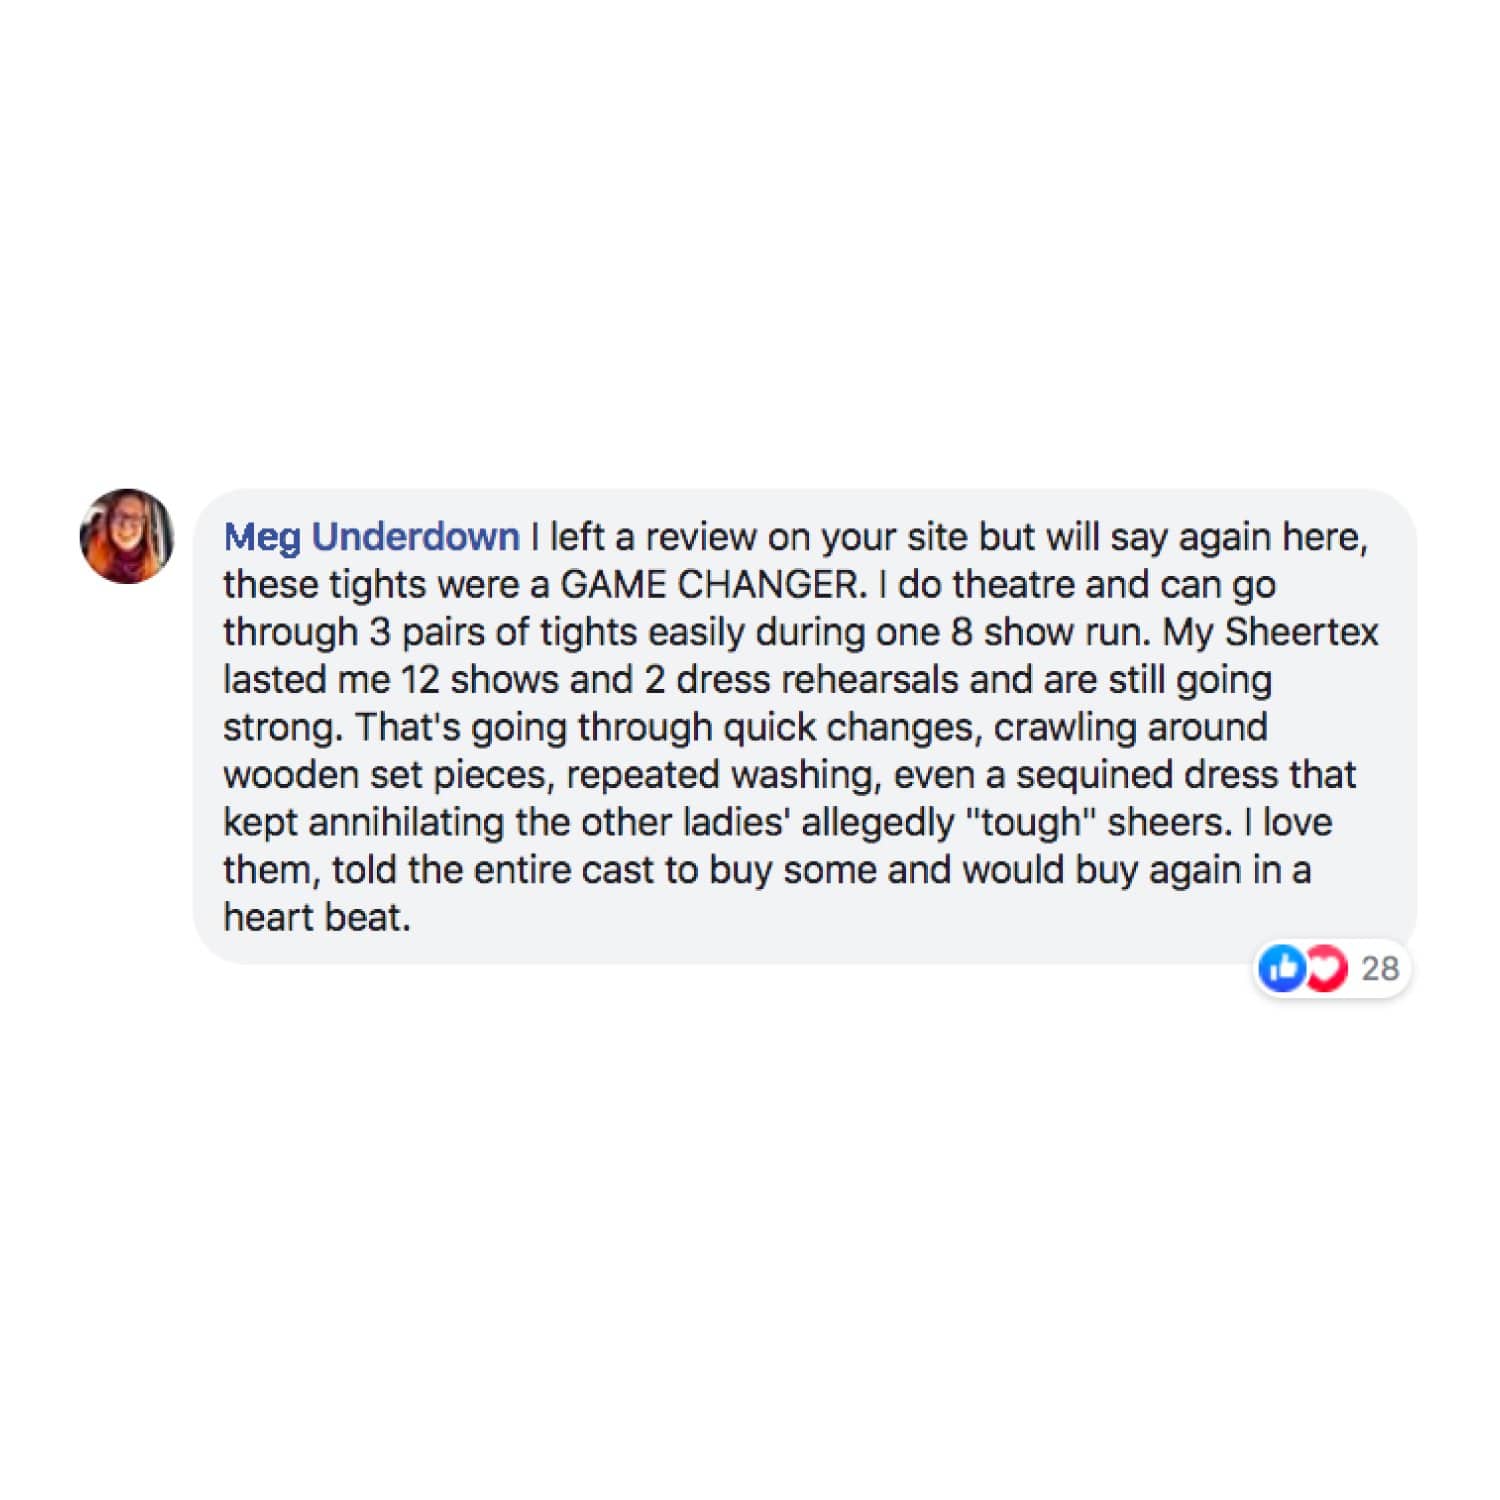 Meg Underdown I left a review on your site but will say again here,
these tights were a GAME CHANGER. I do theatre and can go
through 3 pairs of tights easily during one 8 show run. My Sheertex
lasted me 12 shows and 2 dress rehearsals and are still going
strong. That's going through quick changes, crawling around
wooden set pieces, repeated washing, even a sequined dress that
kept annihilating the other ladies' allegedly "tough" sheers. I love
them, told the entire cast to buy some and would buy again in a
heart beat.
28